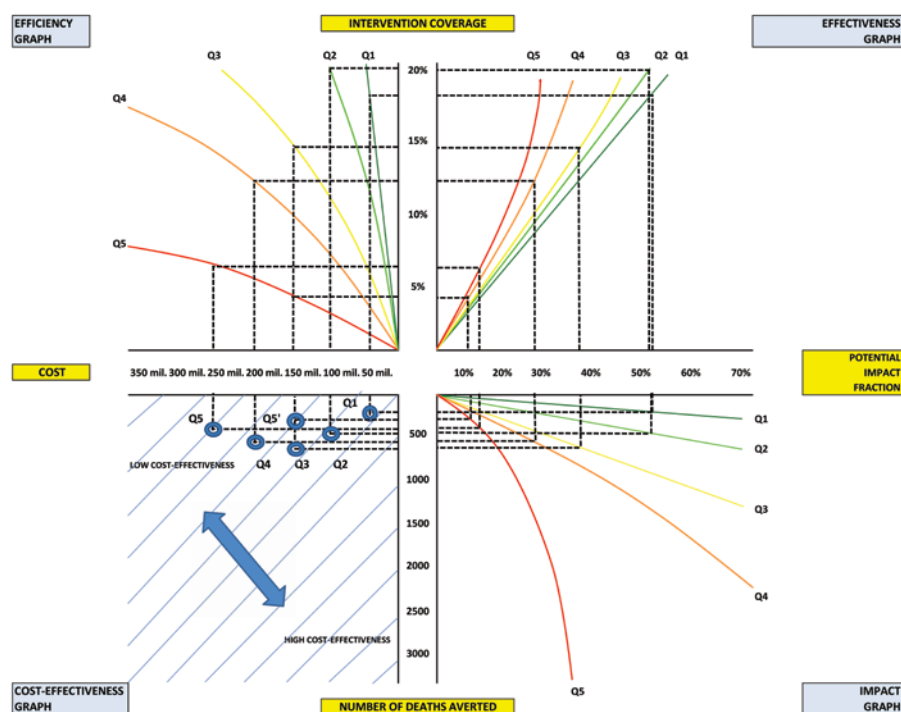 EFFICIENCY
GRAPH
INTERVENTION COVERAGE
EFFECTIVENESS
GRAPH
Q3 Q2 Q1 Q5 Q4 Q3 Q2 Q1
Q4
Q5
20%
15%
10%
5%
COST
350 mil. 300 mil. 250 mil. 200 mil. 150 mil. 100 mil. 50 mil.
10% 20% 30% 40% 50% 60% 70%
POTENTIAL
IMPACT
FRACTION
Q1
Q5 Q5'
LOW COST-EFFECTIVENESS
Q4 Q3 Q2
HIGH COST-EFFECTIVENESS
500
1000
1500
2000
2500
3000
Q1
Q2
Q3
Q4
Q5
COST-EFFECTIVENESS
GRAPH
NUMBER OF DEATHS AVERTED
IMPACT
GRAPH